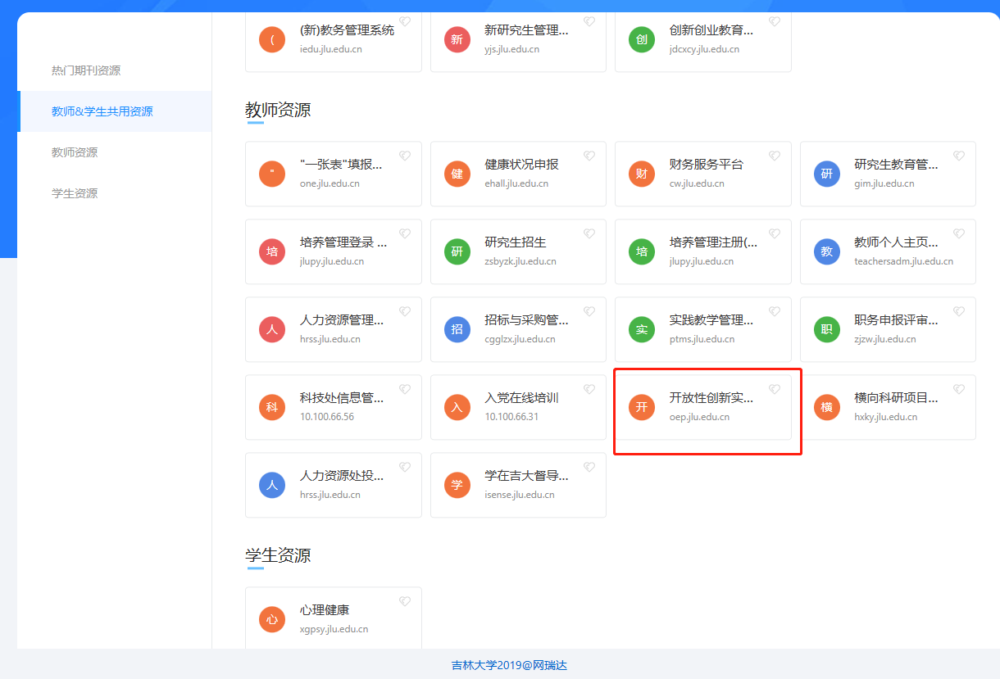 热门期刊资源
教师&学生共用资源
教师资源
学生资源
(
(新)教务管理系统
iedu.jlu.edu.cn
新
新研究生管理...
yjs.jlu.edu.cn
创
创新创业教育...
jdcxcy.jlu.edu.cn
教师资源
“
"一张表"填报...
one.jlu.edu.cn
健
健康状况申报
ehall.jlu.edu.cn
财
财务服务平台
cw.jlu.edu.cn
研
研究生教育管...
gim.jlu.edu.cn
培
培养管理登录 ...
jlupy.jlu.edu.cn
研
研究生招生
zsbyzk.jlu.edu.cn
培
培养管理注册(...
jlupy.jlu.edu.cn
教
教师个人主页...
teachersadm.jlu.edu.cn
人
人力资源管理...
hrss.jlu.edu.cn
招
招标与采购管...
cgglzx.jlu.edu.cn
实
实践教学管理...
ptms.jlu.edu.cn
职
职务申报评审...
zjzw.jlu.edu.cn
科
科技处信息管...
10.100.66.56
入
入党在线培训
10.100.66.31
开
开放性创新实...
oep.jlu.edu.cn
横
横向科研项目...
hxky.jlu.edu.cn
人
人力资源处投...
hrss.jlu.edu.cn
学
学在吉大督导...
isense.jlu.edu.cn
学生资源
心
心理健康
xgpsy.jlu.edu.cn
吉林大学2019@网瑞达